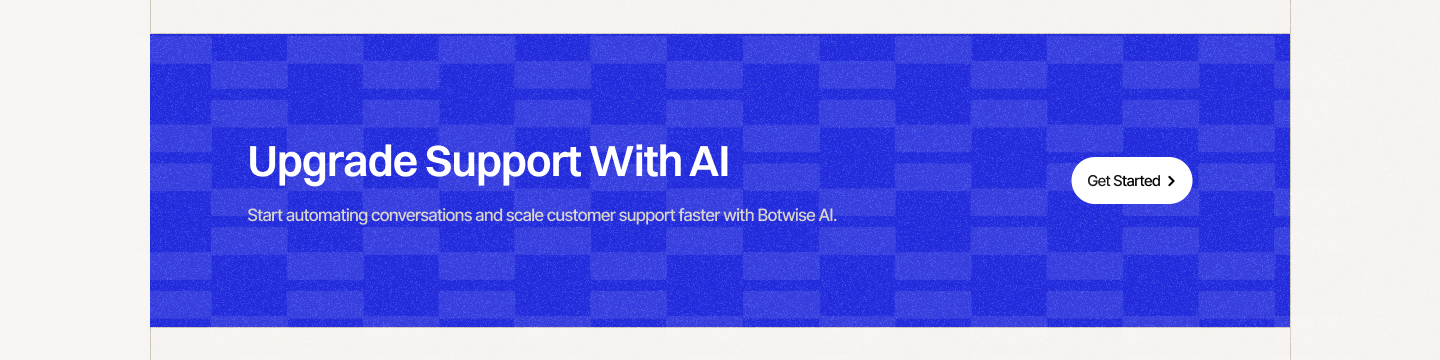 Upgrade Support With AI
Start automating conversations and scale customer support faster with Botwise AI.
Get Started